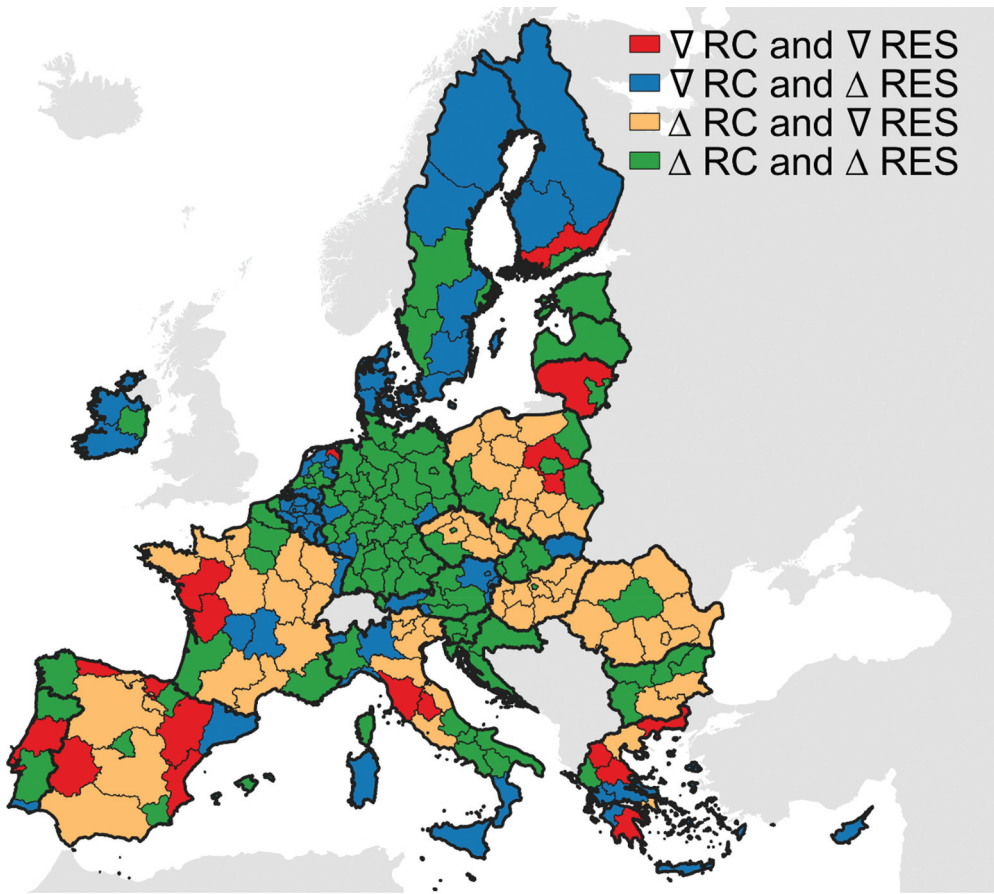 ∇ RC and ∇ RES
∇ RC and Δ RES
Δ RC and ∇ RES
Δ RC and Δ RES